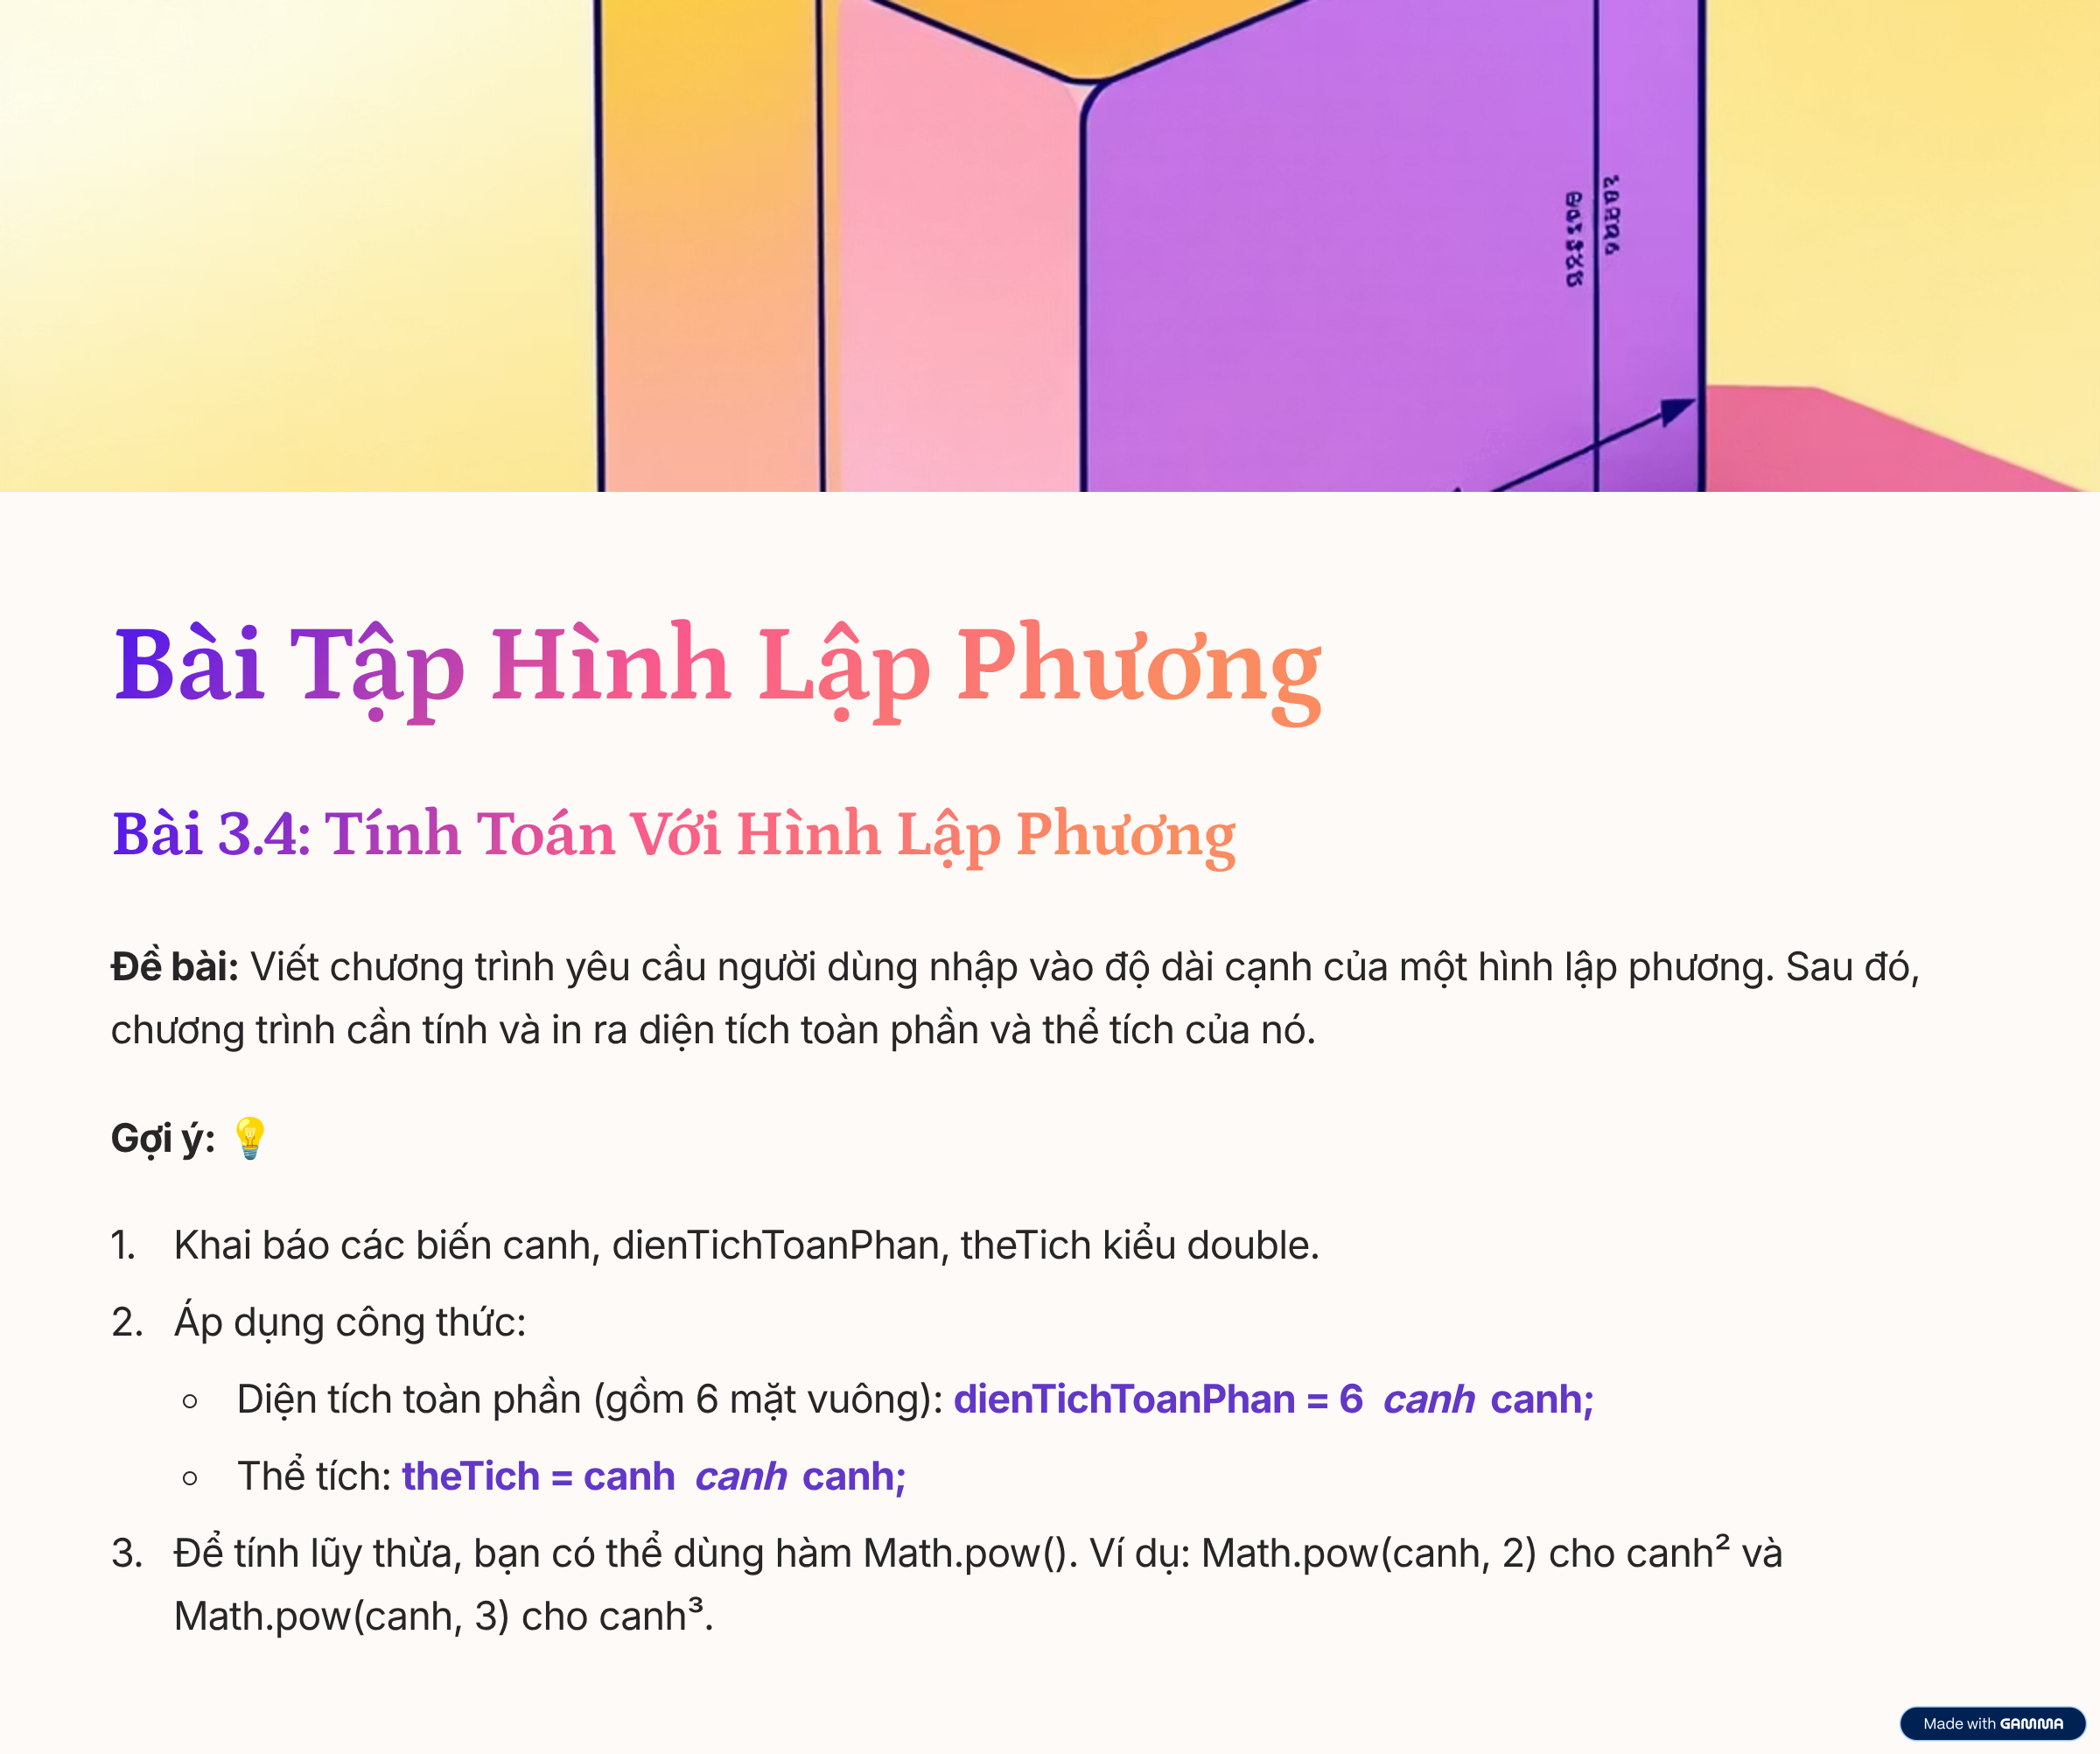 Bài Tập Hình Lập Phương
Bài 3.4: Tính Toán Với Hình Lập Phương
Đề bài: Viết chương trình yêu cầu người dùng nhập vào độ dài cạnh của một hình lập phương. Sau đó,
chương trình cần tính và in ra diện tích toàn phần và thể tích của nó.
Gợi ý: 💡
1. Khai báo các biến canh, dienTichToanPhan, theTich kiểu double.
2. Áp dụng công thức:
◦ Diện tích toàn phần (gồm 6 mặt vuông): dienTichToanPhan = 6 canh canh;
◦ Thể tích: theTich = canh canh canh;
3. Để tính lũy thừa, bạn có thể dùng hàm Math.pow(). Ví dụ: Math.pow(canh, 2) cho canh² và
Math.pow(canh, 3) cho canh³.
Made with GAMMA